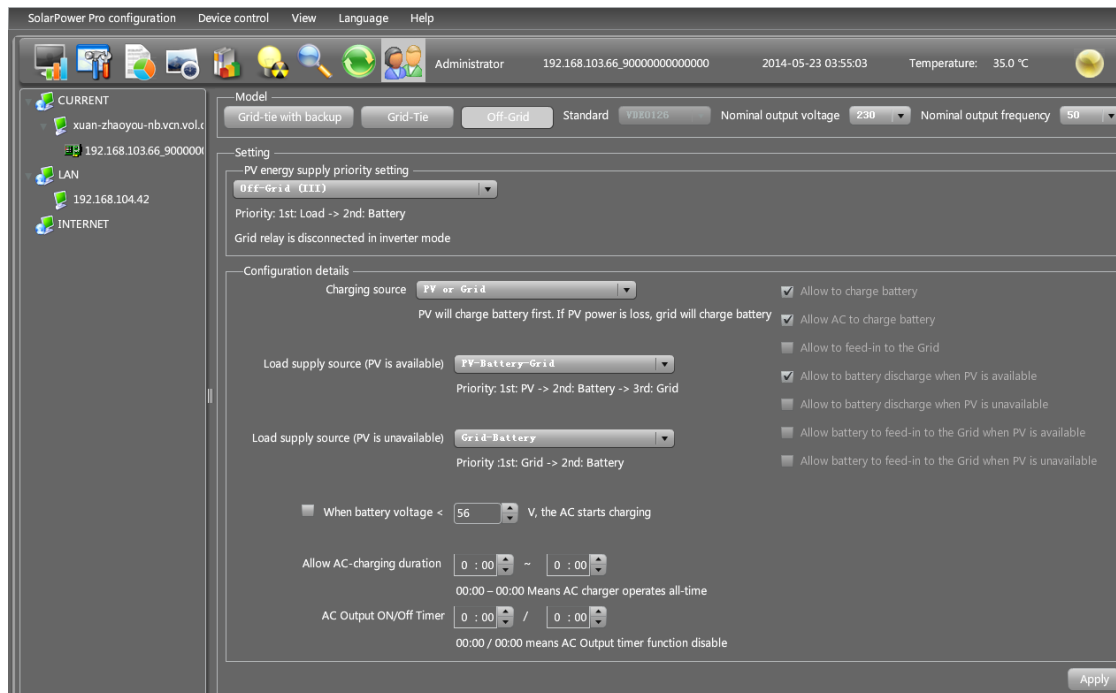 SolarPower Pro configuration Device control View Language Help
Administrator 192.168.103.66_90000000000000 2014-05-23 03:55:03 Temperature: 35.0 ℃
CURRENT
xuan-zhaoyou-nb.vcn.vol.c
192.168.103.66_900000
LAN
192.168.104.42
INTERNET
Model
Grid-tie with backup Grid-Tie Off-Grid Standard VDE0126 Nominal output voltage 230 Nominal output frequency 50
Setting
PV energy supply priority setting
Off-Grid (III)
Priority: 1st: Load -> 2nd: Battery
Grid relay is disconnected in inverter mode
Configuration details
Charging source PV or Grid
PV will charge battery first. If PV power is loss, grid will charge battery
Load supply source (PV is available) PV-Battery-Grid
Priority: 1st: PV -> 2nd: Battery -> 3rd: Grid
Load supply source (PV is unavailable) Grid-Battery
Priority :1st: Grid -> 2nd: Battery
When battery voltage < 56 V, the AC starts charging
Allow AC-charging duration 0 : 00 ~ 0 : 00
00:00 – 00:00 Means AC charger operates all-time
AC Output ON/Off Timer 0 : 00 / 0 : 00
00:00 / 00:00 means AC Output timer function disable
Allow to charge battery
Allow AC to charge battery
Allow to feed-in to the Grid
Allow to battery discharge when PV is available
Allow to battery discharge when PV is unavailable
Allow battery to feed-in to the Grid when PV is available
Allow battery to feed-in to the Grid when PV is unavailable
Apply